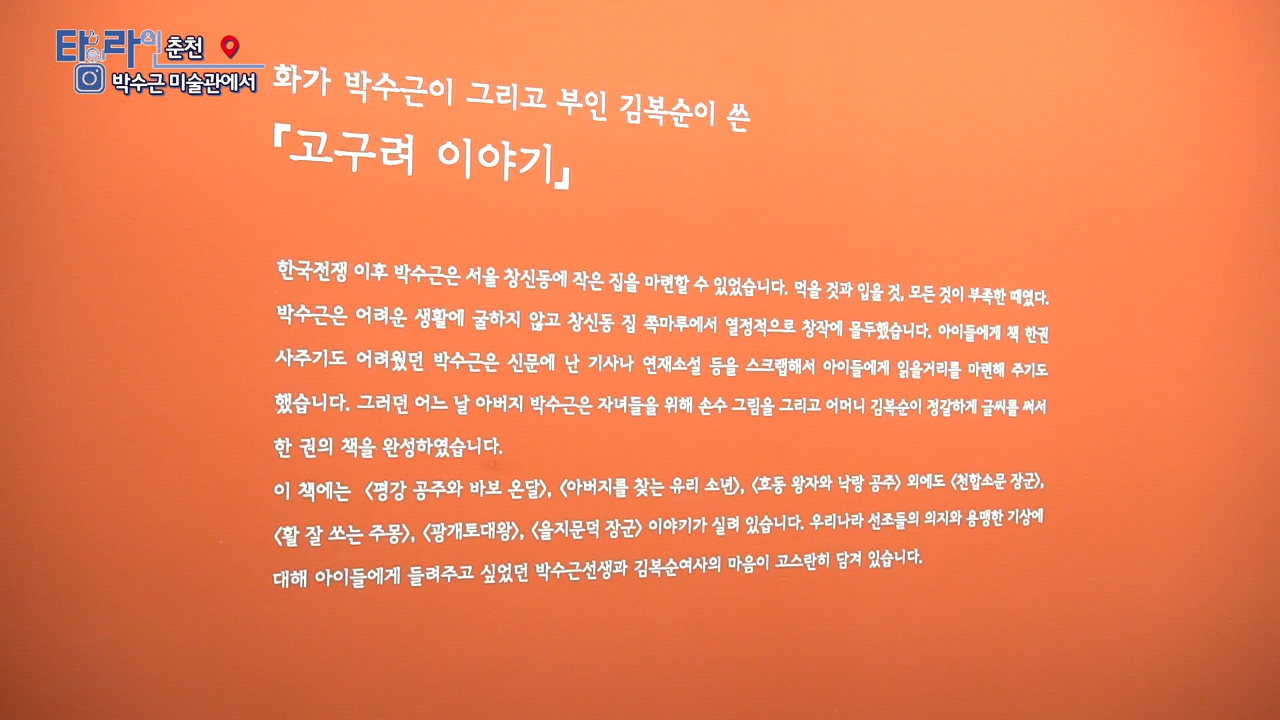 타라의 춘천
박수근 미술관에서
화가 박수근이 그리고 부인 김복순이 쓴
『고구려 이야기』
한국전쟁 이후 박수근은 서울 창신동에 작은 집을 마련할 수 있었습니다. 먹을 것과 입을 것, 모든 것이 부족한 때였다.
박수근은 어려운 생활에 굴하지 않고 창신동 집 쪽마루에서 열정적으로 창작에 몰두했습니다. 아이들에게 책 한권
사주기도 어려웠던 박수근은 신문에 난 기사나 연재소설 등을 스크랩해서 아이들에게 읽을거리를 마련해 주기도
했습니다. 그러던 어느 날 아버지 박수근은 자녀들을 위해 손수 그림을 그리고 어머니 김복순이 정갈하게 글씨를 써서
한 권의 책을 완성하였습니다.
이 책에는 〈평강 공주와 바보 온달〉, 〈아버지를 찾는 유리 소년〉, 〈호동 왕자와 낙랑 공주〉 외에도 〈천합소문 장군〉,
〈활 잘 쏘는 주몽〉, 〈광개토대왕〉, 〈을지문덕 장군〉 이야기가 실려 있습니다. 우리나라 선조들의 의지와 용맹한 기상에
대해 아이들에게 들려주고 싶었던 박수근선생과 김복순여사의 마음이 고스란히 담겨 있습니다.